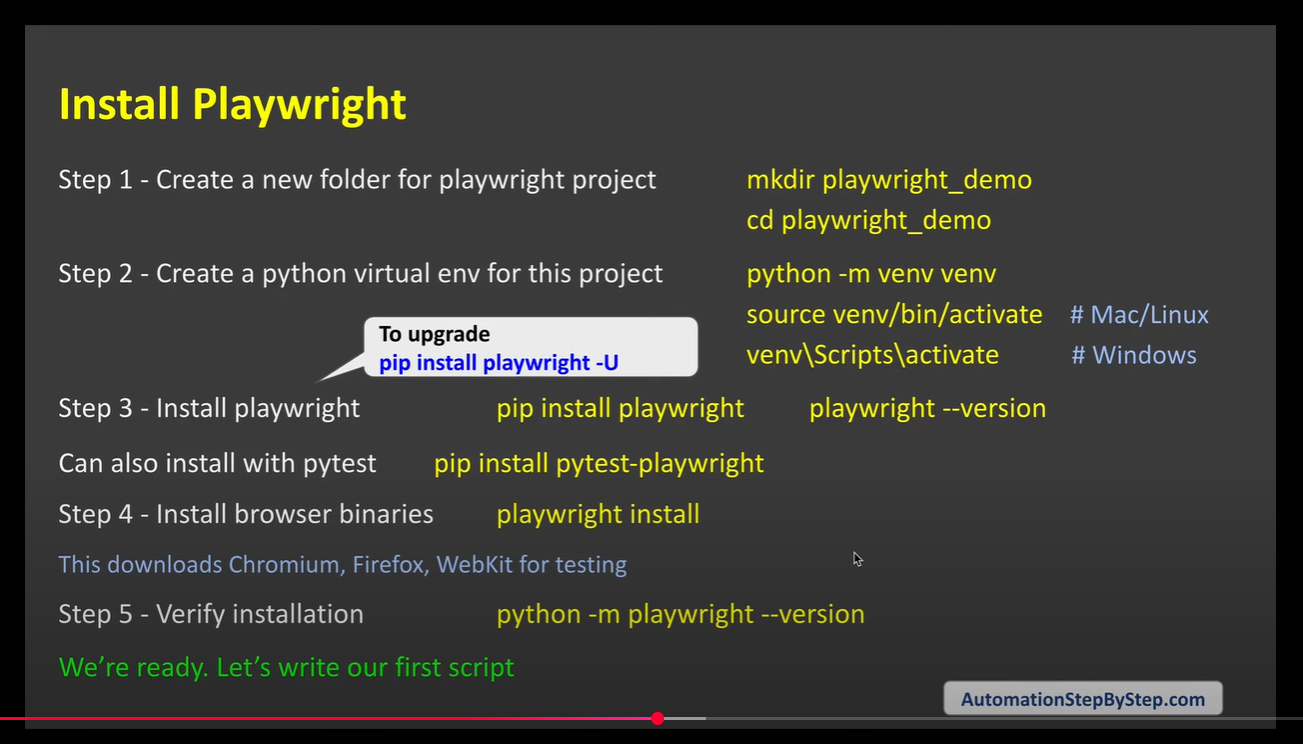 Install Playwright
Step 1 - Create a new folder for playwright project mkdir playwright_demo
cd playwright_demo
Step 2 - Create a python virtual env for this project python -m venv venv
source venv/bin/activate # Mac/Linux
venv\Scripts\activate # Windows
To upgrade
pip install playwright -U
Step 3 - Install playwright pip install playwright playwright --version
Can also install with pytest pip install pytest-playwright
Step 4 - Install browser binaries playwright install
This downloads Chromium, Firefox, WebKit for testing
Step 5 - Verify installation python -m playwright --version
We’re ready. Let’s write our first script
AutomationStepByStep.com